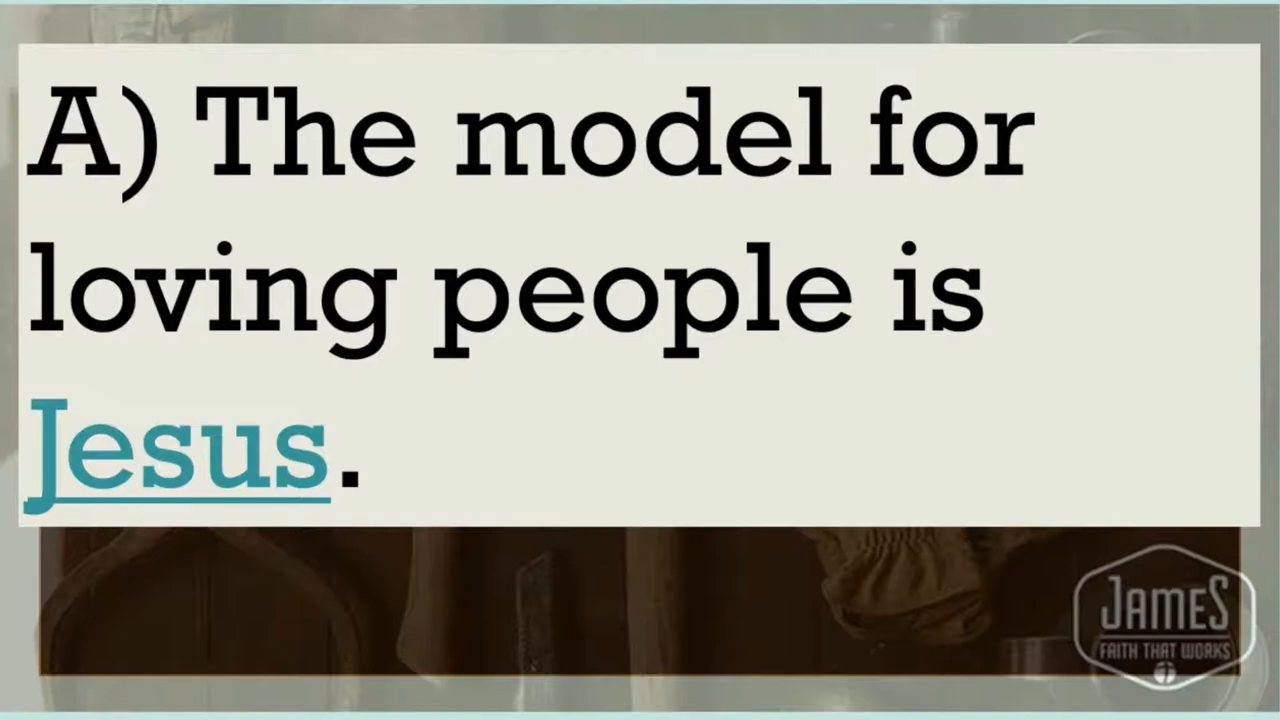 A) The model for
loving people is
Jesus.
JAMES
FAITH THAT WORKS